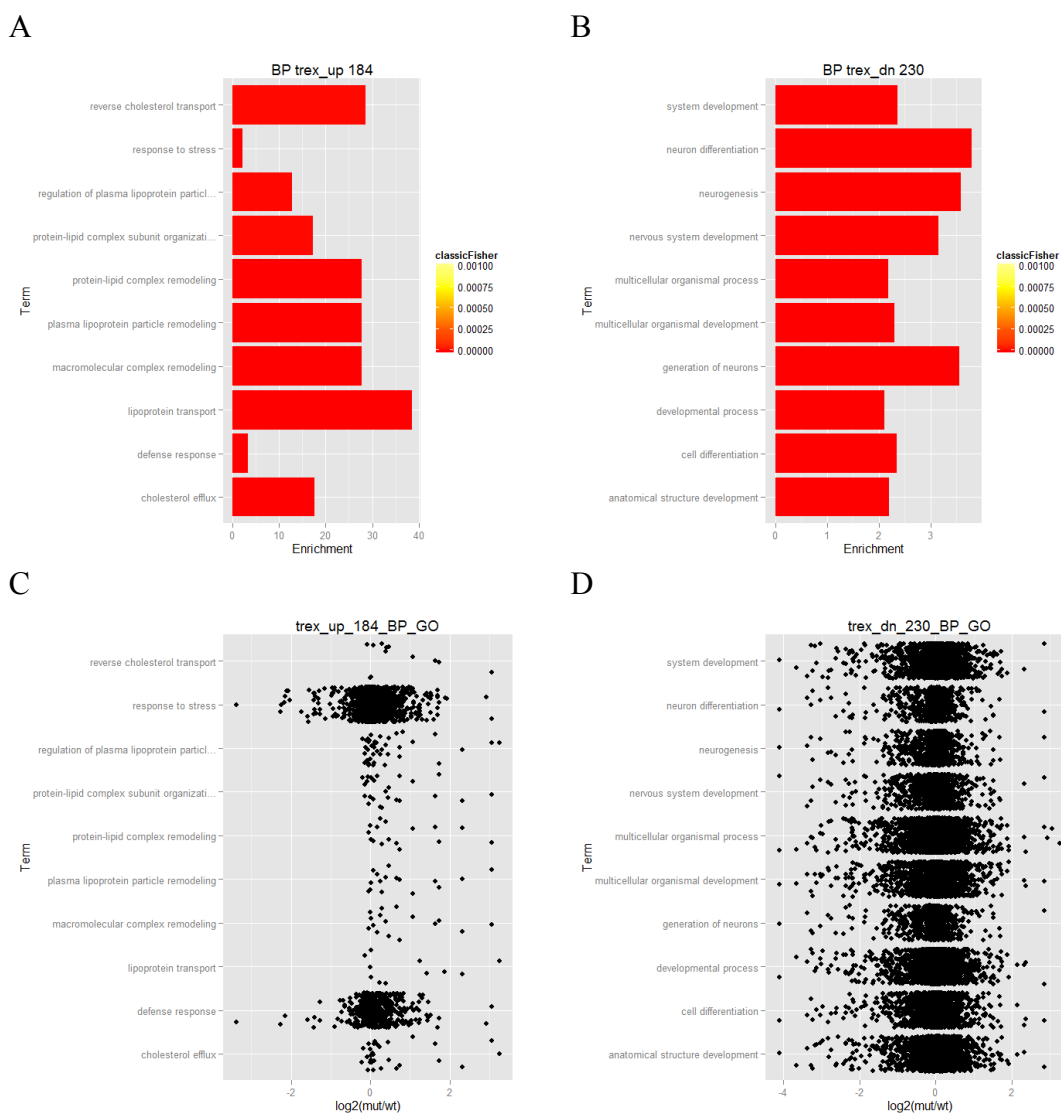 A
BP trex_up 184
reverse cholesterol transport
response to stress
regulation of plasma lipoprotein particl...
protein-lipid complex subunit organizati...
protein-lipid complex remodeling
plasma lipoprotein particle remodeling
macromolecular complex remodeling
lipoprotein transport
defense response
cholesterol efflux
Term
0 10 20 30 40
Enrichment
classicFisher
0.00100
0.00075
0.00050
0.00025
0.00000
B
BP trex_dn 230
system development
neuron differentiation
neurogenesis
nervous system development
multicellular organismal process
multicellular organismal development
generation of neurons
developmental process
cell differentiation
anatomical structure development
Term
0 1 2 3
Enrichment
classicFisher
0.00100
0.00075
0.00050
0.00025
0.00000
C
trex_up_184_BP_GO
reverse cholesterol transport
response to stress
regulation of plasma lipoprotein particl...
protein-lipid complex subunit organizati...
protein-lipid complex remodeling
plasma lipoprotein particle remodeling
macromolecular complex remodeling
lipoprotein transport
defense response
cholesterol efflux
Term
-2 0 2
log2(mut/wt)
D
trex_dn_230_BP_GO
system development
neuron differentiation
neurogenesis
nervous system development
multicellular organismal process
multicellular organismal development
generation of neurons
developmental process
cell differentiation
anatomical structure development
Term
-4 -2 0 2
log2(mut/wt)